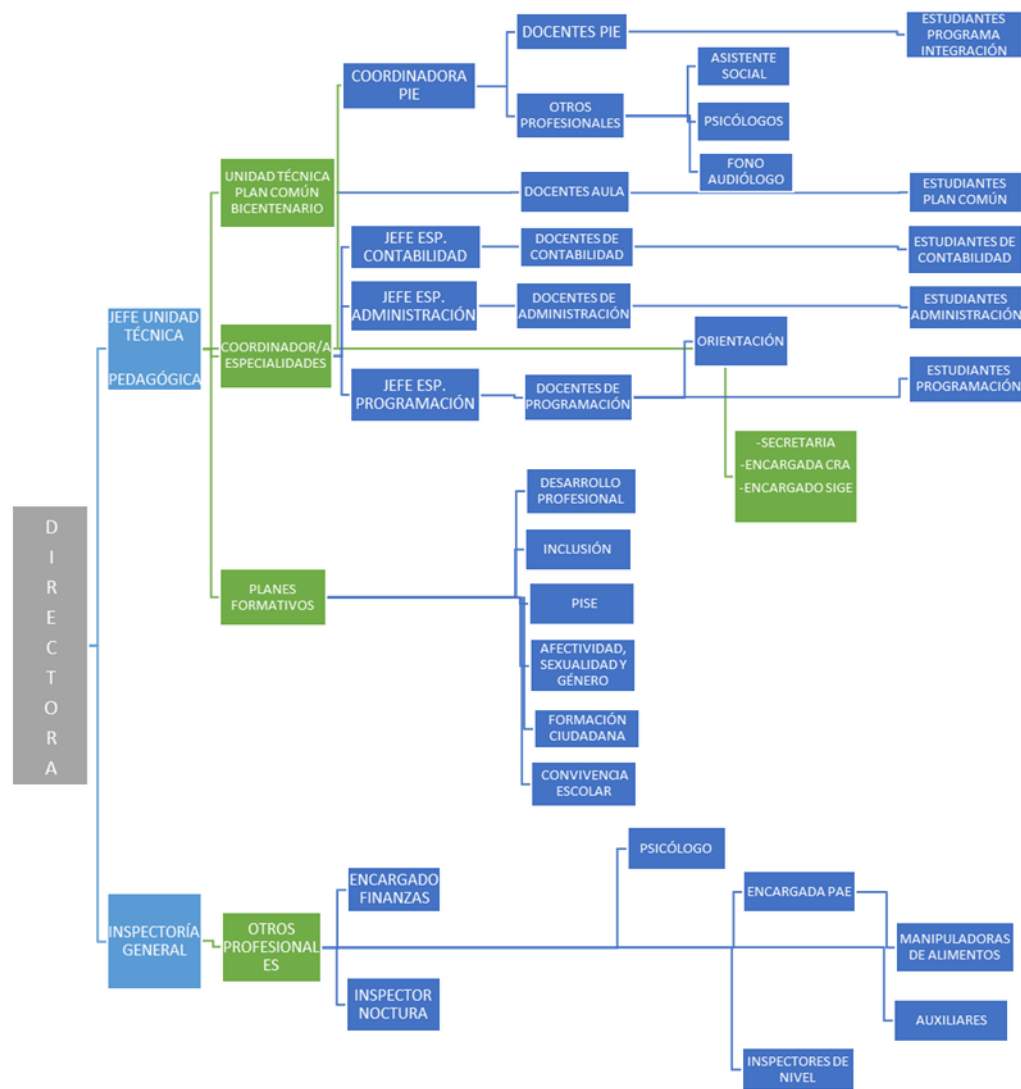 DOCENTES PIE
ESTUDIANTES
PROGRAMA
INTEGRACIÓN
COORDINADORA
PIE
ASISTENTE
SOCIAL
OTROS
PROFESIONALES
PSICÓLOGOS
FONO
AUDIÓLOGO
UNIDAD TÉCNICA
PLAN COMÚN
BICENTENARIO
DOCENTES AULA
ESTUDIANTES
PLAN COMÚN
JEFE ESP.
CONTABILIDAD
DOCENTES DE
CONTABILIDAD
ESTUDIANTES DE
CONTABILIDAD
JEFE UNIDAD
TÉCNICA
PEDAGÓGICA
JEFE ESP.
ADMINISTRACIÓN
DOCENTES DE
ADMINISTRACIÓN
ESTUDIANTES
ADMINISTRACIÓN
COORDINADOR/A
ESPECIALIDADES
ORIENTACIÓN
JEFE ESP.
PROGRAMACIÓN
DOCENTES DE
PROGRAMACIÓN
ESTUDIANTES
PROGRAMACIÓN
-SECRETARIA
-ENCARGADA CRA
-ENCARGADO SIGE
D
I
R
E
C
T
O
R
A
PLANES
FORMATIVOS
DESARROLLO
PROFESIONAL
INCLUSIÓN
PISE
AFECTIVIDAD,
SEXUALIDAD Y
GÉNERO
FORMACIÓN
CIUDADANA
CONVIVENCIA
ESCOLAR
INSPECTORÍA
GENERAL
OTROS
PROFESIONAL
ES
ENCARGADO
FINANZAS
INSPECTOR
NOCTURA
PSICÓLOGO
ENCARGADA PAE
MANIPULADORAS
DE ALIMENTOS
AUXILIARES
INSPECTORES DE
NIVEL